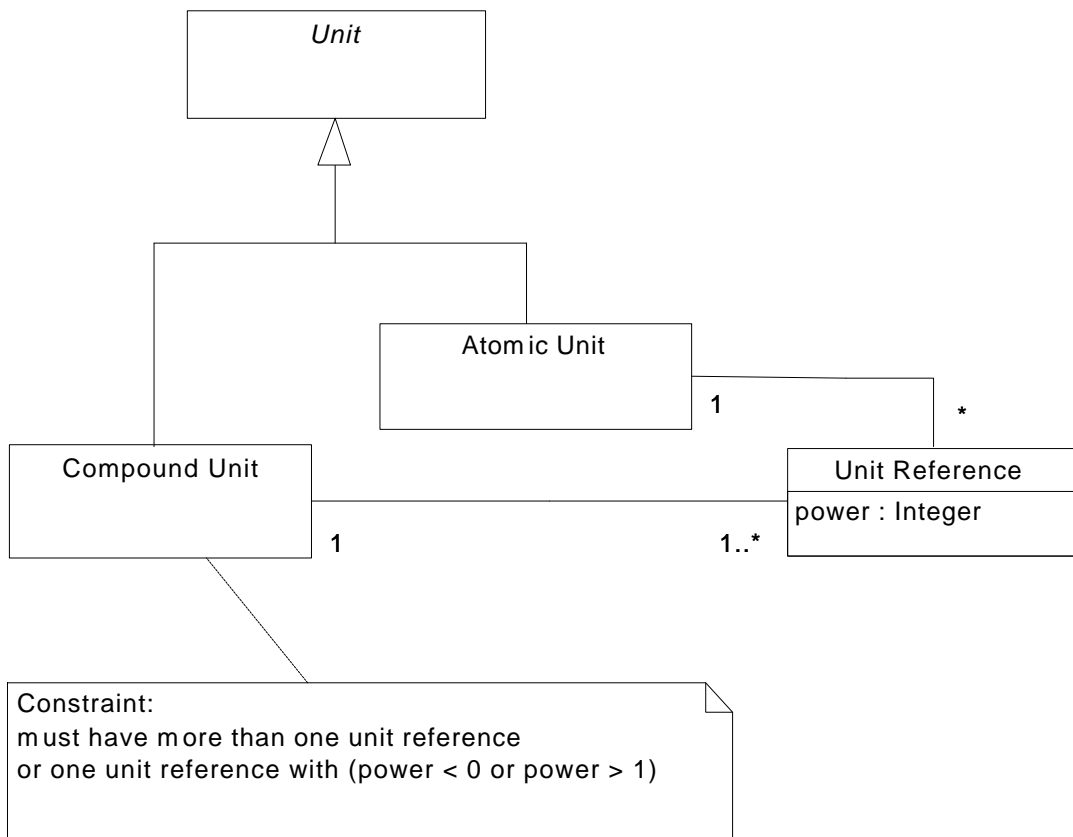 Unit
Atomic Unit
1
*
Compound Unit
Unit Reference
power : Integer
1
1..*
Constraint:
must have more than one unit reference
or one unit reference with (power < 0 or power > 1)